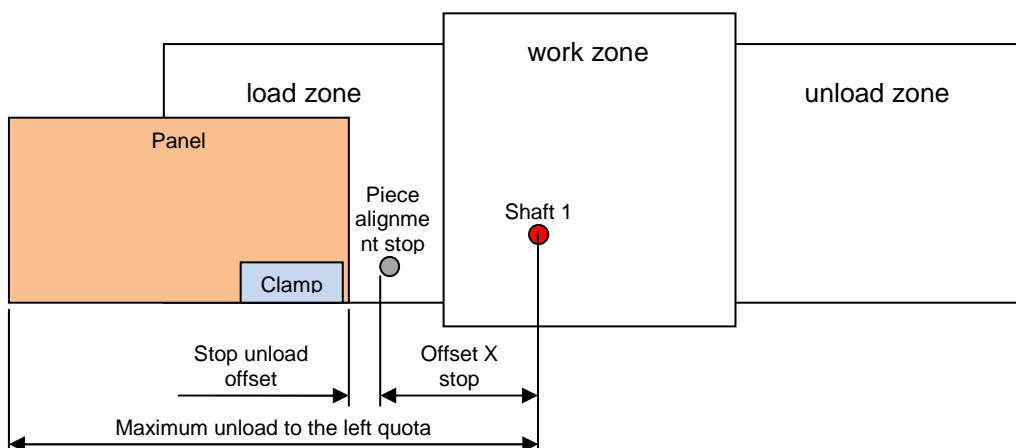 work zone
load zone
unload zone
Panel
Piece
alignme
nt stop
Shaft 1
Clamp
Stop unload
offset
Offset X
stop
Maximum unload to the left quota